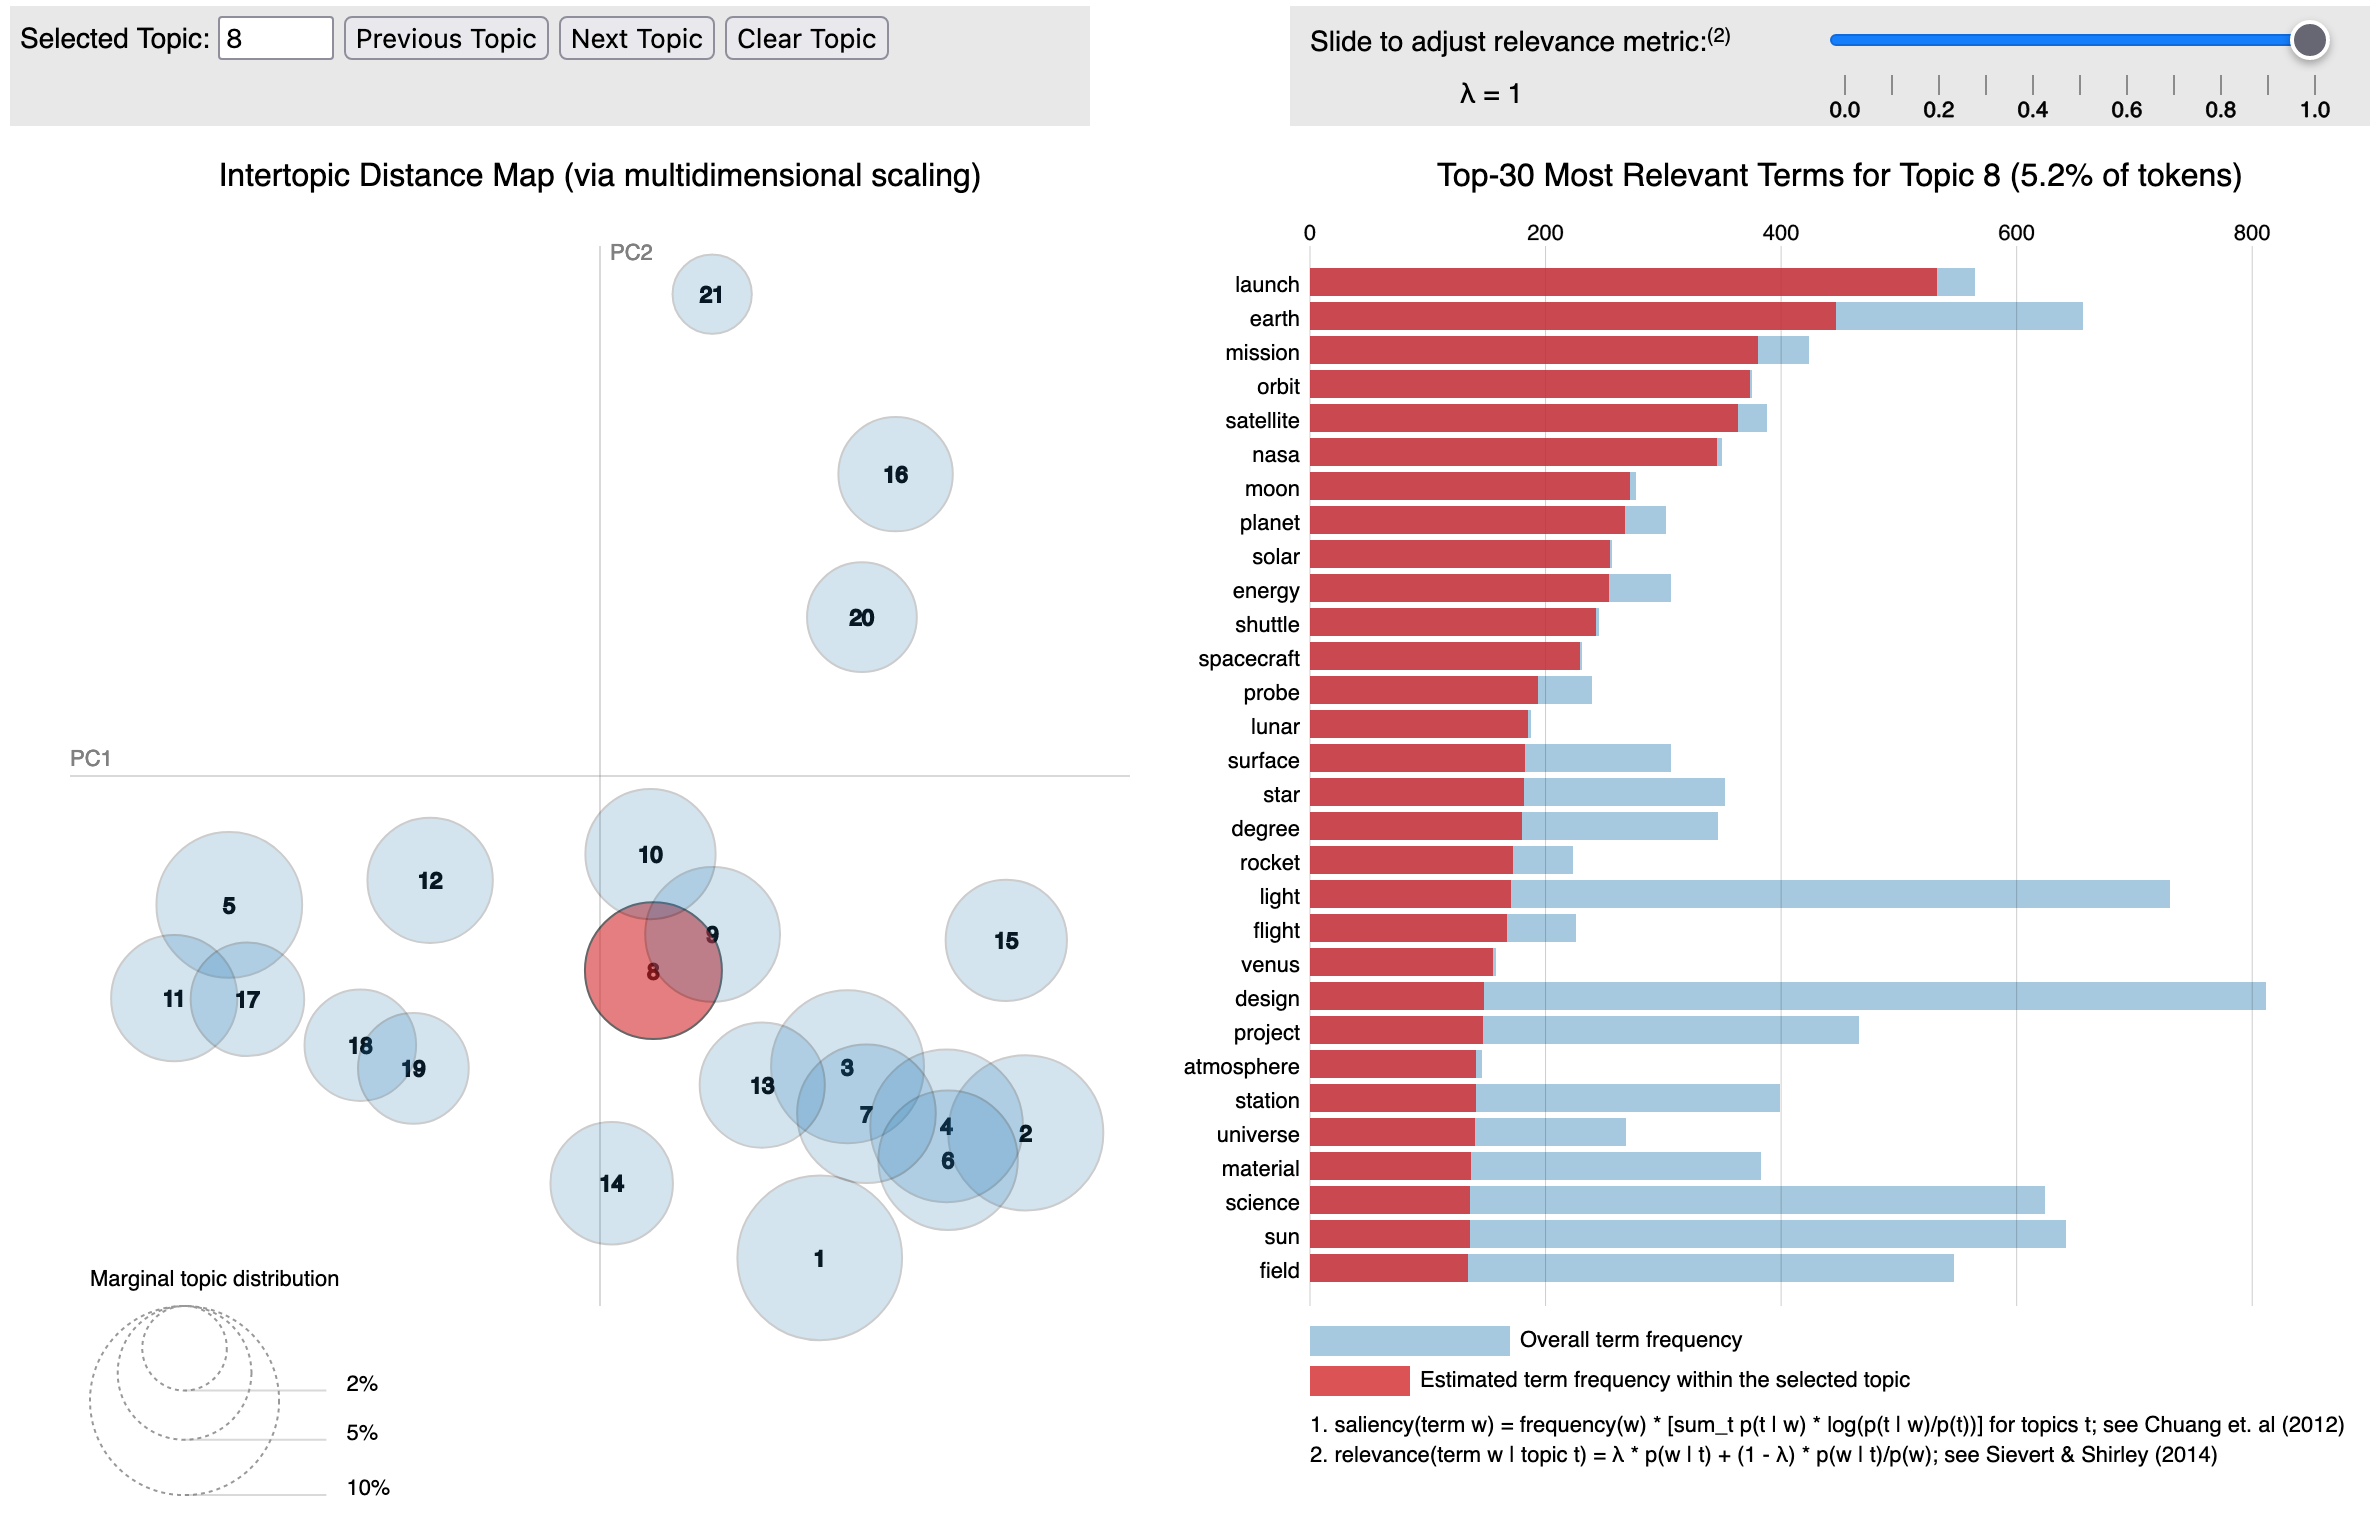 Selected Topic: 8 Previous Topic Next Topic Clear Topic
Slide to adjust relevance metric:(2)
λ = 1
0.0 0.2 0.4 0.6 0.8 1.0
Intertopic Distance Map (via multidimensional scaling)
PC2
PC1
21
16
20
10
12
5
9
15
8
11
17
18
19
3
13
7
4
2
6
14
1
Marginal topic distribution
2%
5%
10%
Top-30 Most Relevant Terms for Topic 8 (5.2% of tokens)
0 200 400 600 800
launch
earth
mission
orbit
satellite
nasa
moon
planet
solar
energy
shuttle
spacecraft
probe
lunar
surface
star
degree
rocket
light
flight
venus
design
project
atmosphere
station
universe
material
science
sun
field
Overall term frequency
Estimated term frequency within the selected topic
1. saliency(term w) = frequency(w) * [sum_t p(t | w) * log(p(t | w)/p(t))] for topics t; see Chuang et. al (2012)
2. relevance(term w | topic t) = λ * p(w | t) + (1 - λ) * p(w | t)/p(w); see Sievert & Shirley (2014)